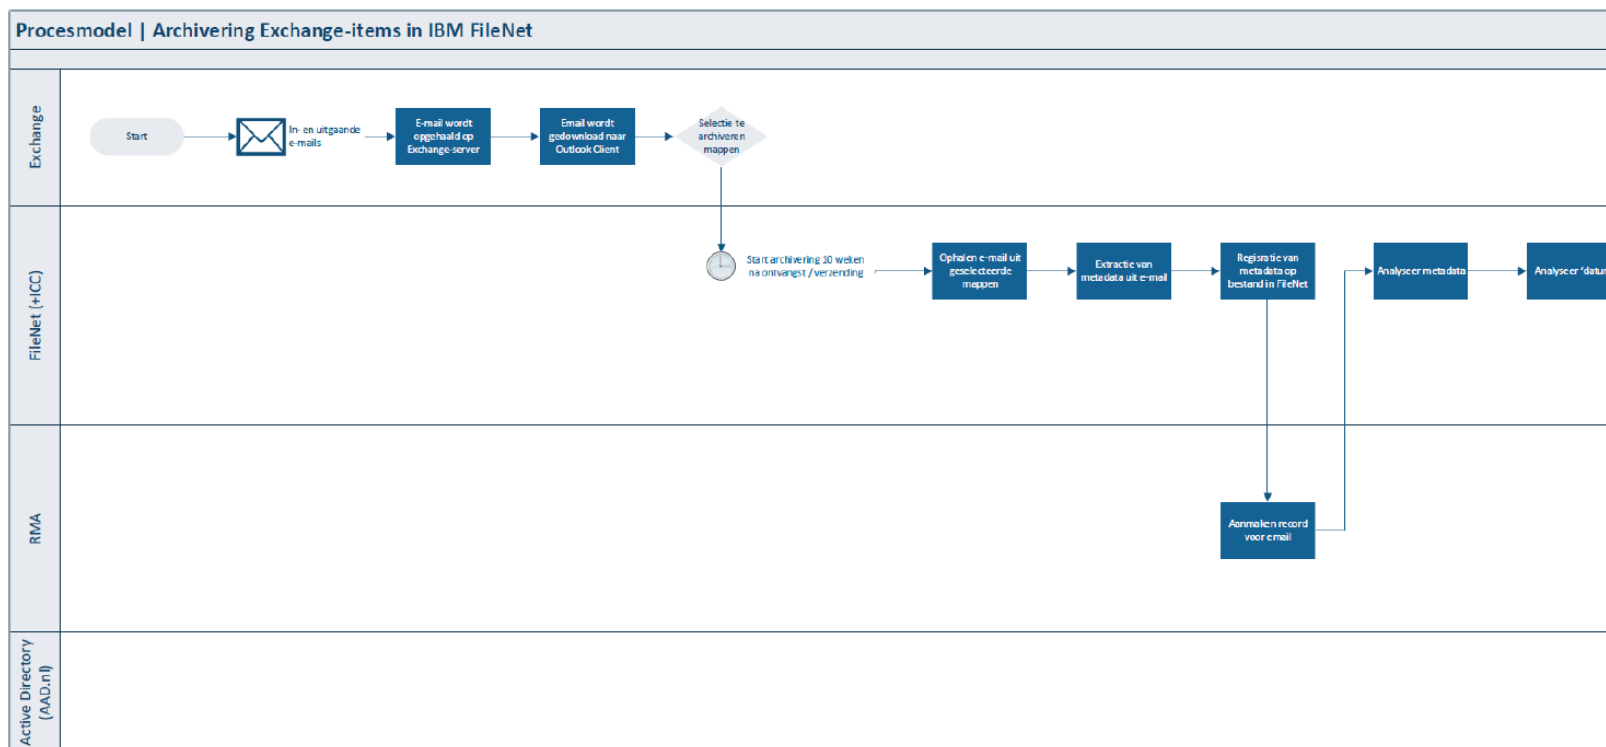 Procesmodel | Archivering Exchange-items in IBM FileNet
Exchange
Start
In- en uitgaande
e-mails
E-mail wordt
opgehaald op
Exchange-server
Email wordt
gedownload naar
Outlook Client
Selectie te
archiveren
mappen
FileNet (+ICC)
Start archivering 10 weken
na ontvangst / verzending
Ophalen e-mail uit
geselecteerde
mappen
Extractie van
metadata uit e-mail
Regisratie van
metadata op
bestand in FileNet
Analyseer metadata
Analyseer 'datum
RMA
Aanmaken record
voor email
Active Directory
(AAD.nl)